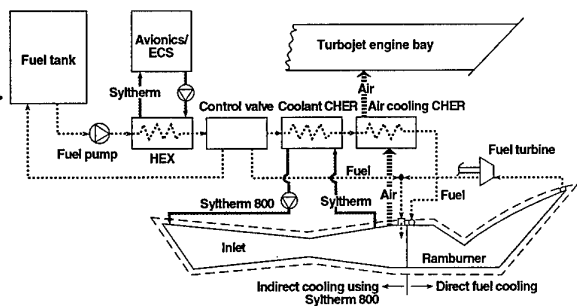 Fuel tank
Avionics/
ECS
Turbojet engine bay
Syltherm
Air
Control valve Coolant CHER Air cooling CHER
Fuel pump
HEX
Fuel turbine
Fuel
Syltherm 800
Syltherm
Air
Fuel
Inlet
Ramburner
Indirect cooling using
Syltherm 800
Direct fuel cooling